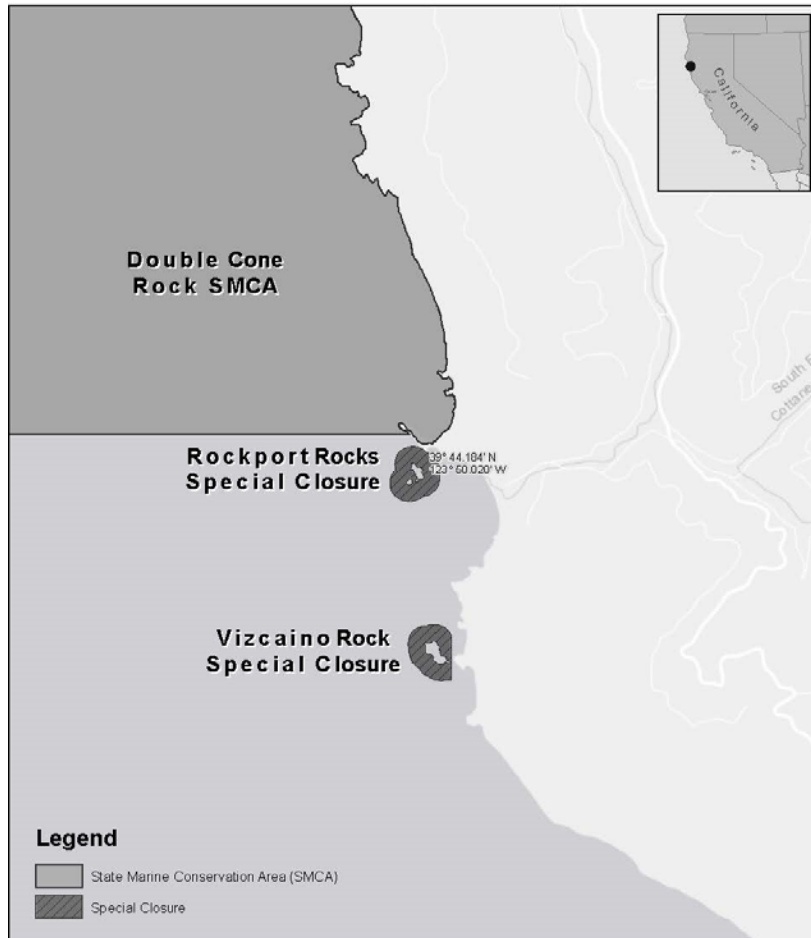 California
Double Cone
Rock SMCA
South
Rockport Rocks
Special Closure
39° 44.184' N
123° 50.020' W
Vizcaino Rock
Special Closure
Legend
State Marine Conservation Area (SMCA)
Special Closure